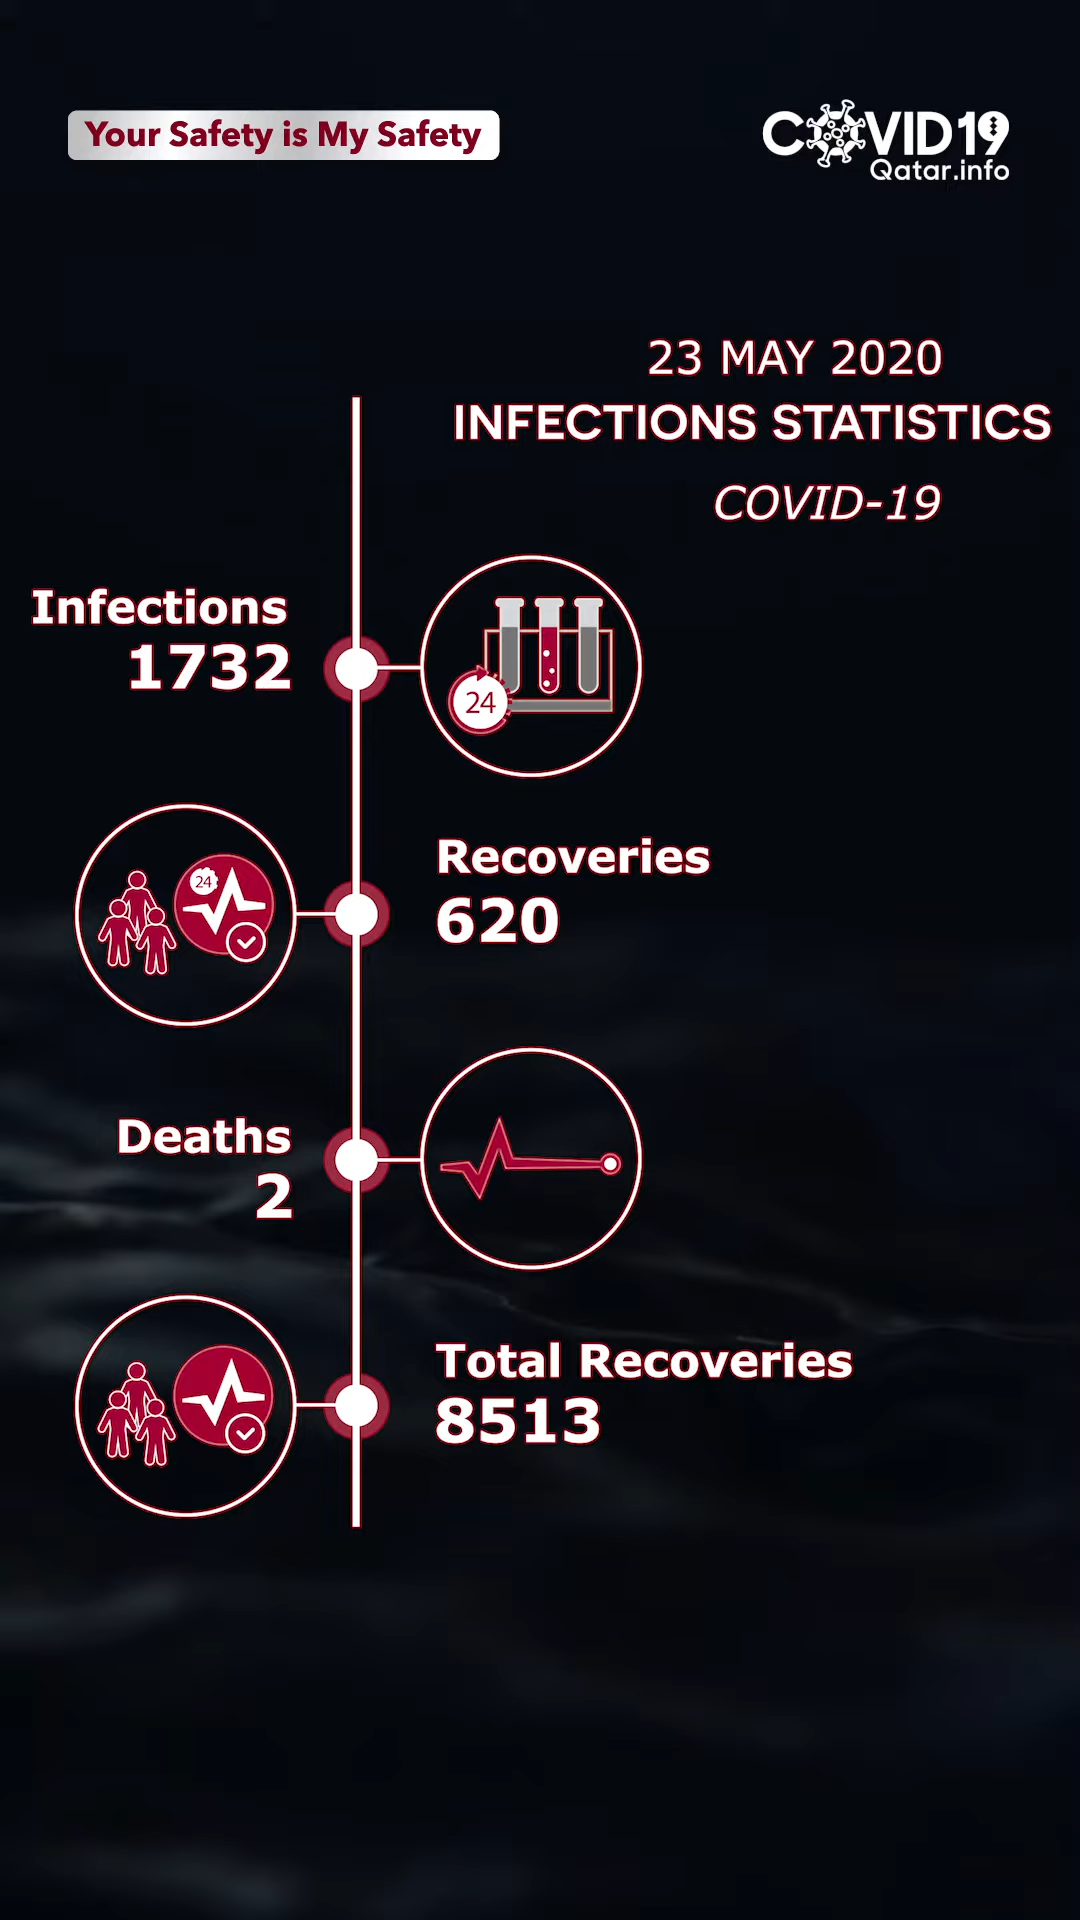 Your Safety is My Safety
COVID19
Qatar.info
23 MAY 2020
INFECTIONS STATISTICS
COVID-19
Infections
1732
24
24
Recoveries
620
Deaths
2
Total Recoveries
8513